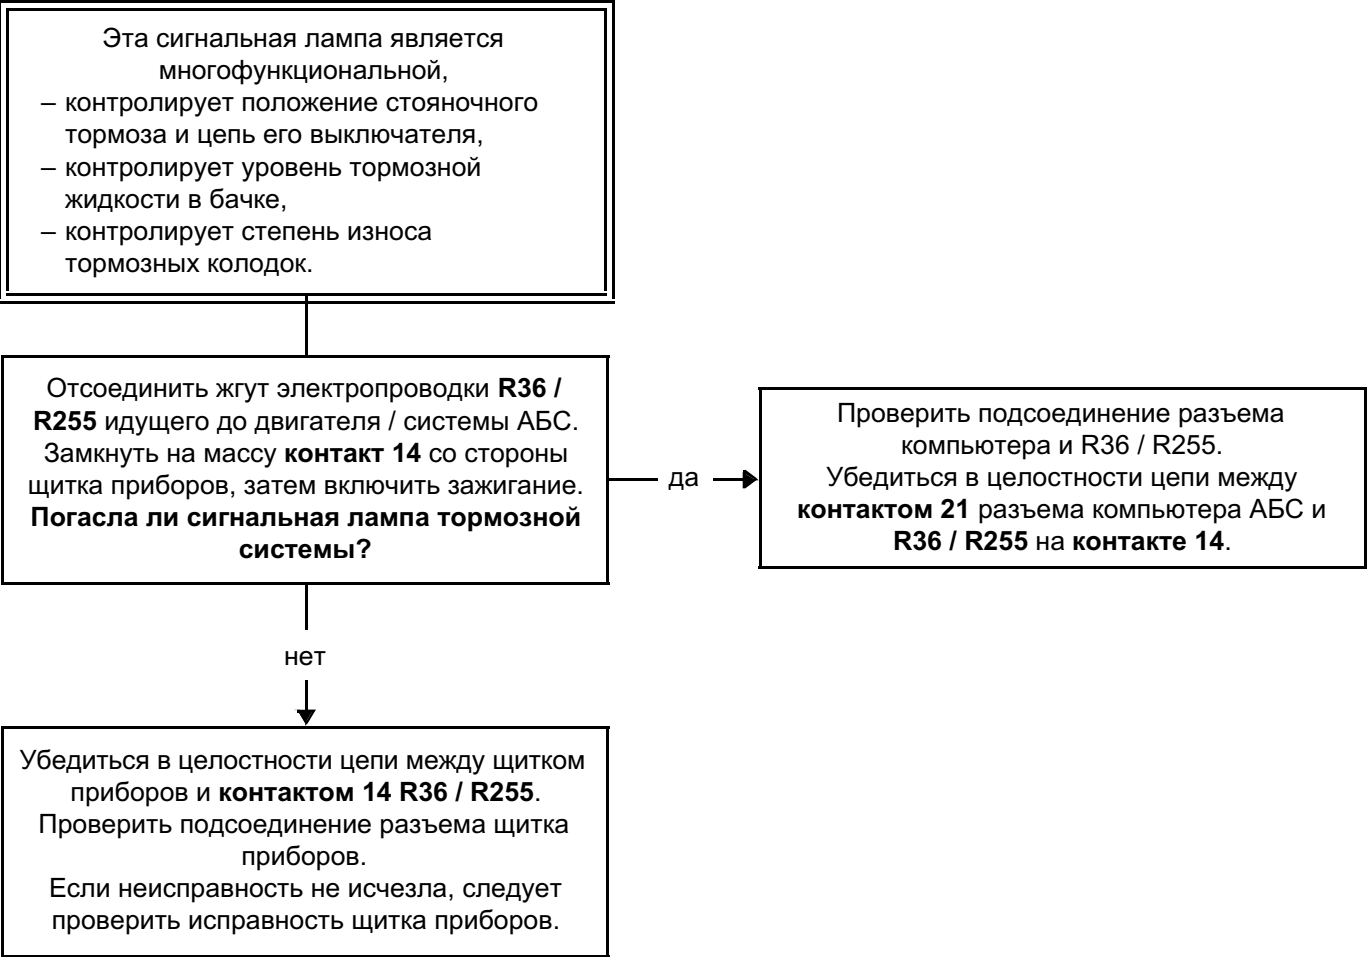 Эта сигнальная лампа является
многофункциональной,
– контролирует положение стояночного
тормоза и цепь его выключателя,
– контролирует уровень тормозной
жидкости в бачке,
– контролирует степень износа
тормозных колодок.
Отсоединить жгут электропроводки R36 /
R255 идущего до двигателя / системы АБС.
Замкнуть на массу контакт 14 со стороны
щитка приборов, затем включить зажигание.
Погасла ли сигнальная лампа тормозной
системы?
да
Проверить подсоединение разъема
компьютера и R36 / R255.
Убедиться в целостности цепи между
контактом 21 разъема компьютера АБС и
R36 / R255 на контакте 14.
нет
Убедиться в целостности цепи между щитком
приборов и контактом 14 R36 / R255.
Проверить подсоединение разъема щитка
приборов.
Если неисправность не исчезла, следует
проверить исправность щитка приборов.